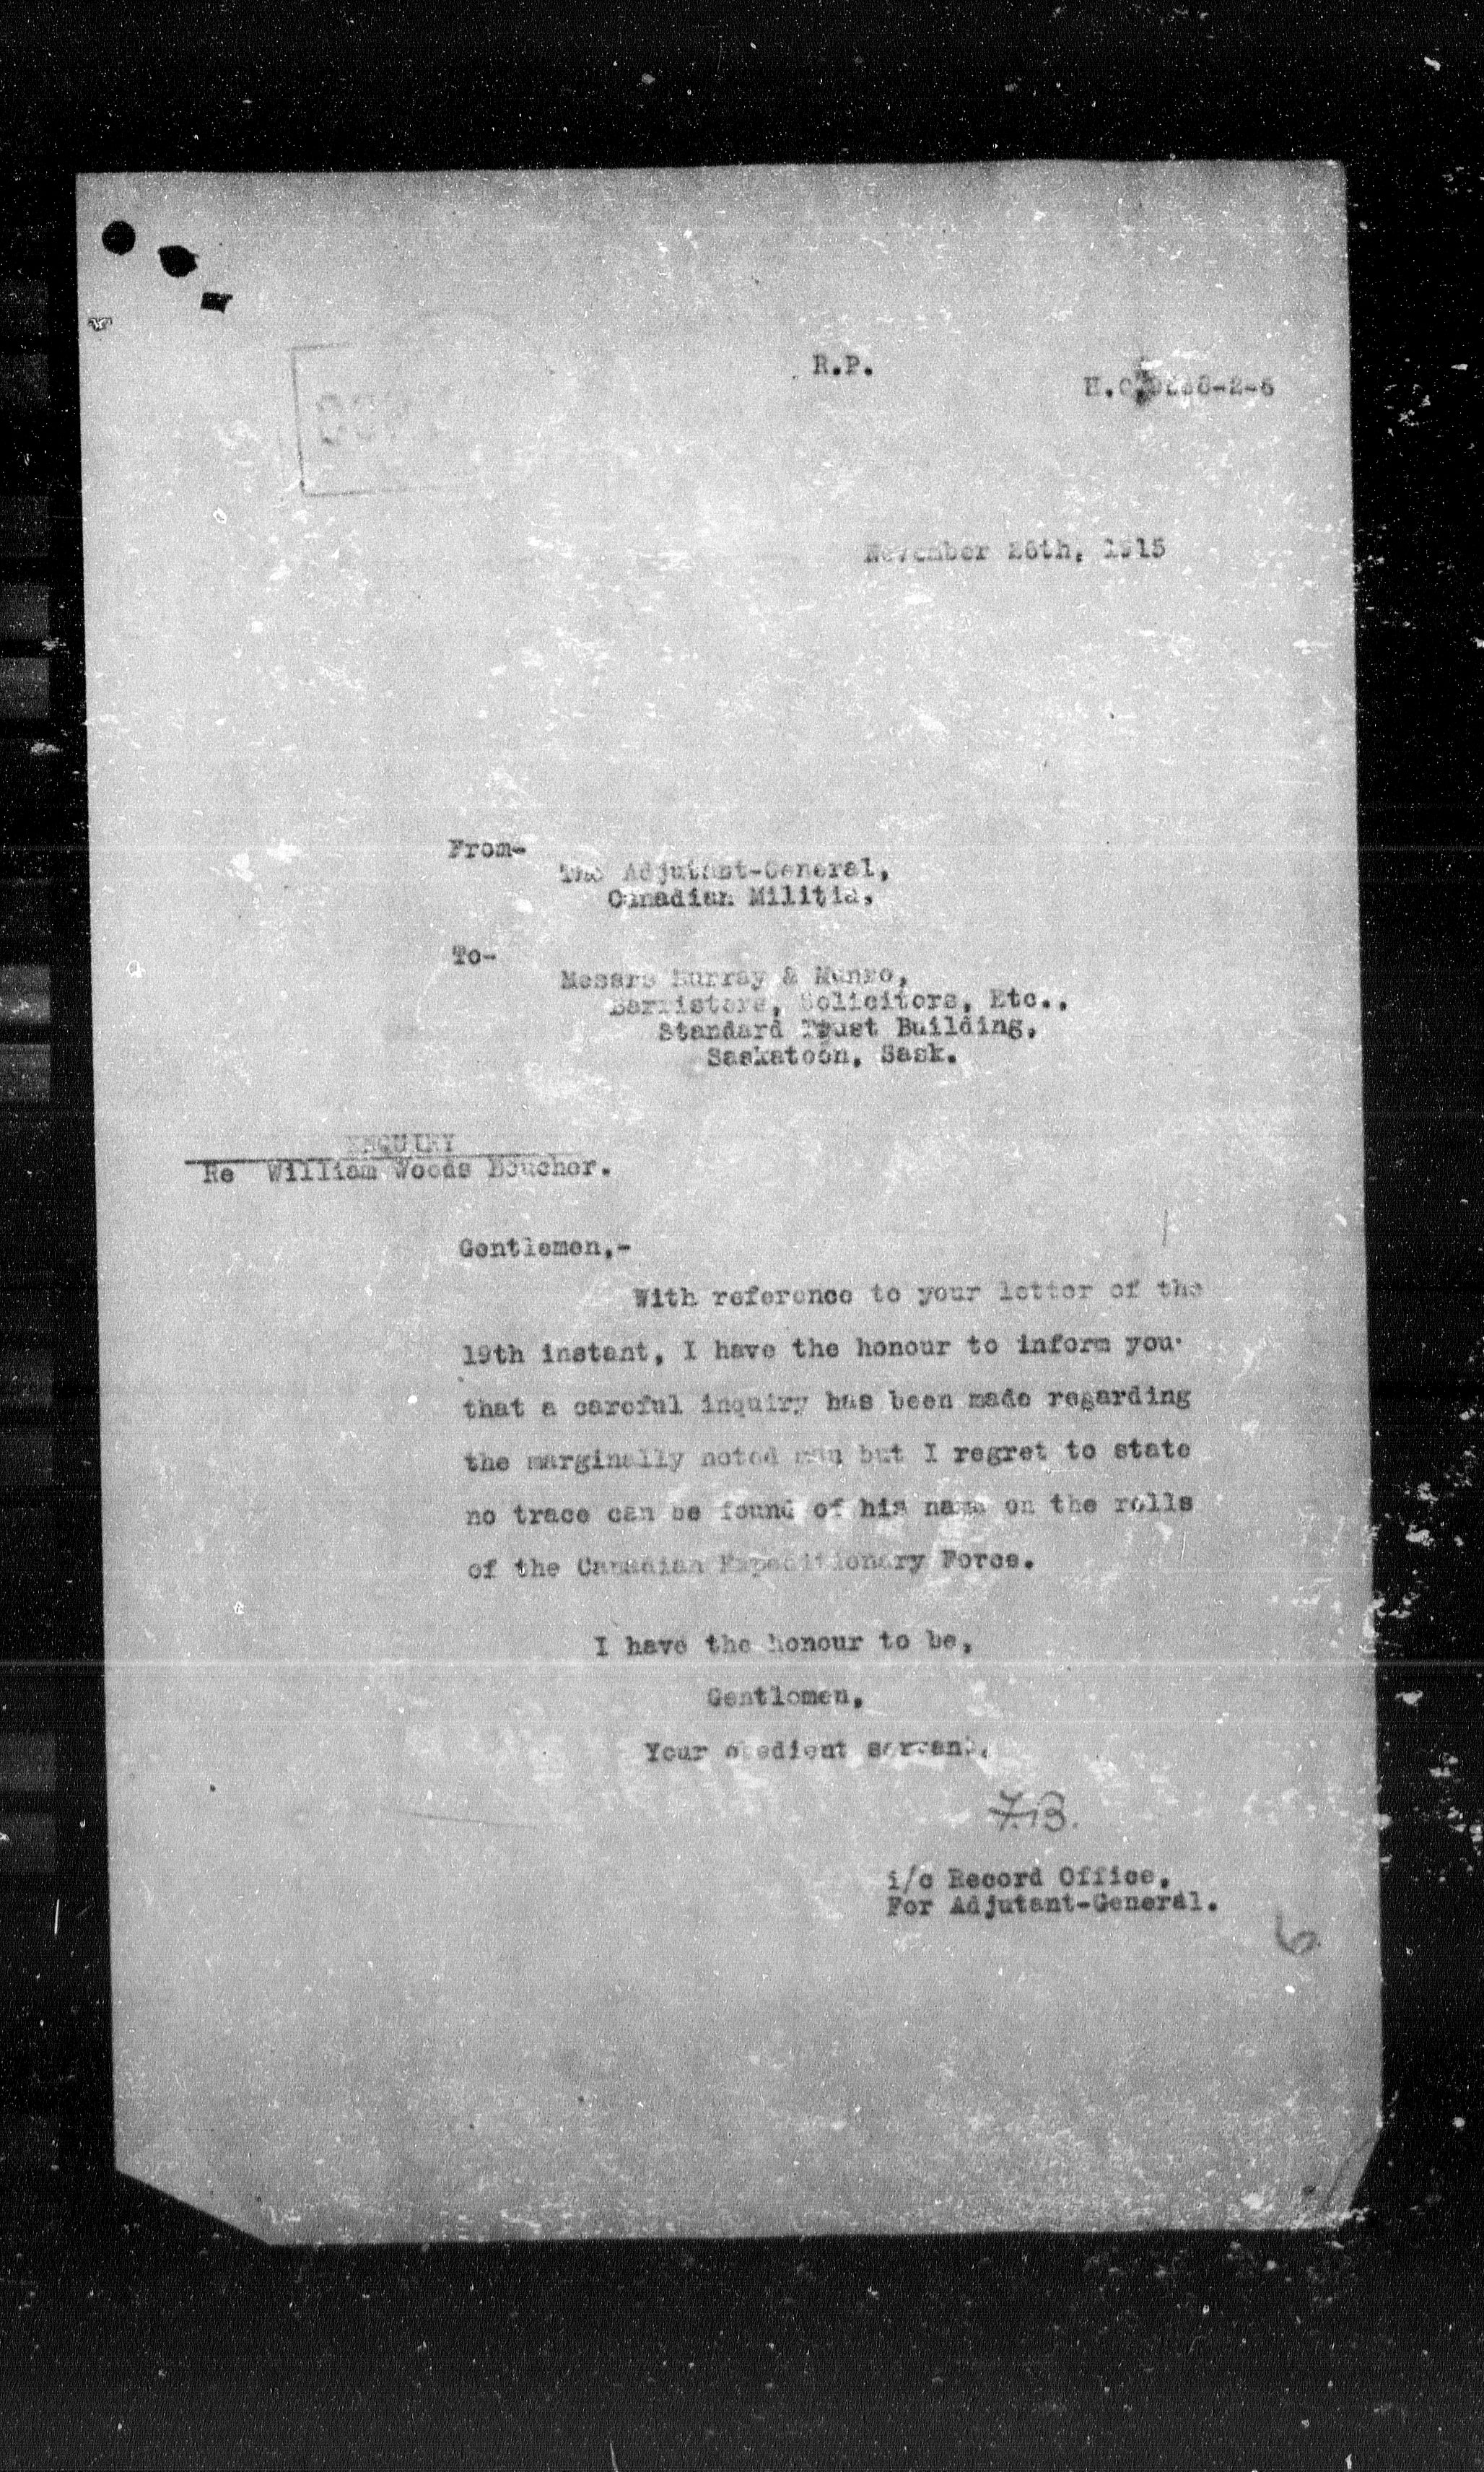 R.P.
November 26th, 1915
From-
The Adjutant-General,
Canadian Militia,
To-
Messrs Murray & Munro,
Barristers, Solicitors, Etc.,
Standard Trust Building,
Saskatoon, Sask.
ENQUIRY
Re William Woods Boucher.
Gentlemen,-
With reference to your letter of the
19th instant, I have the honour to inform you
that a careful inquiry has been made regarding
the marginally noted man but I regret to state
no trace can be found of his name on the rolls
of the Canadian Expeditionary Force.
I have the honour to be,
Gentlemen,
Your obedient servant,
i/c Record Office,
For Adjutant-General.
6